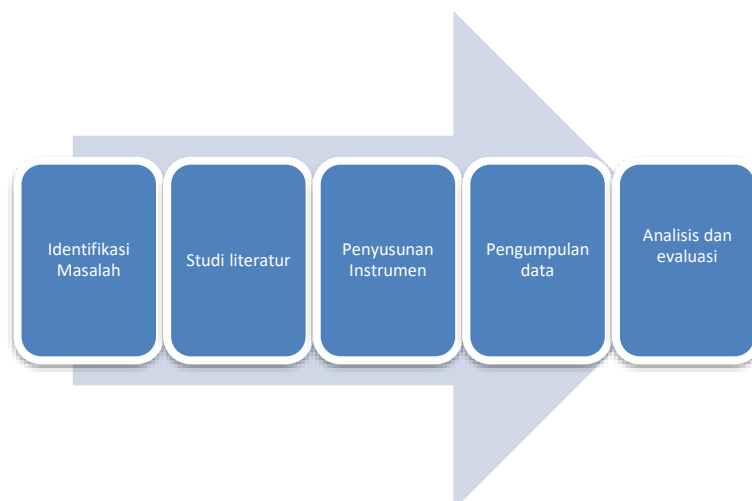 Identifikasi
Masalah
Studi literatur
Penyusunan
Instrumen
Pengumpulan
data
Analisis dan
evaluasi